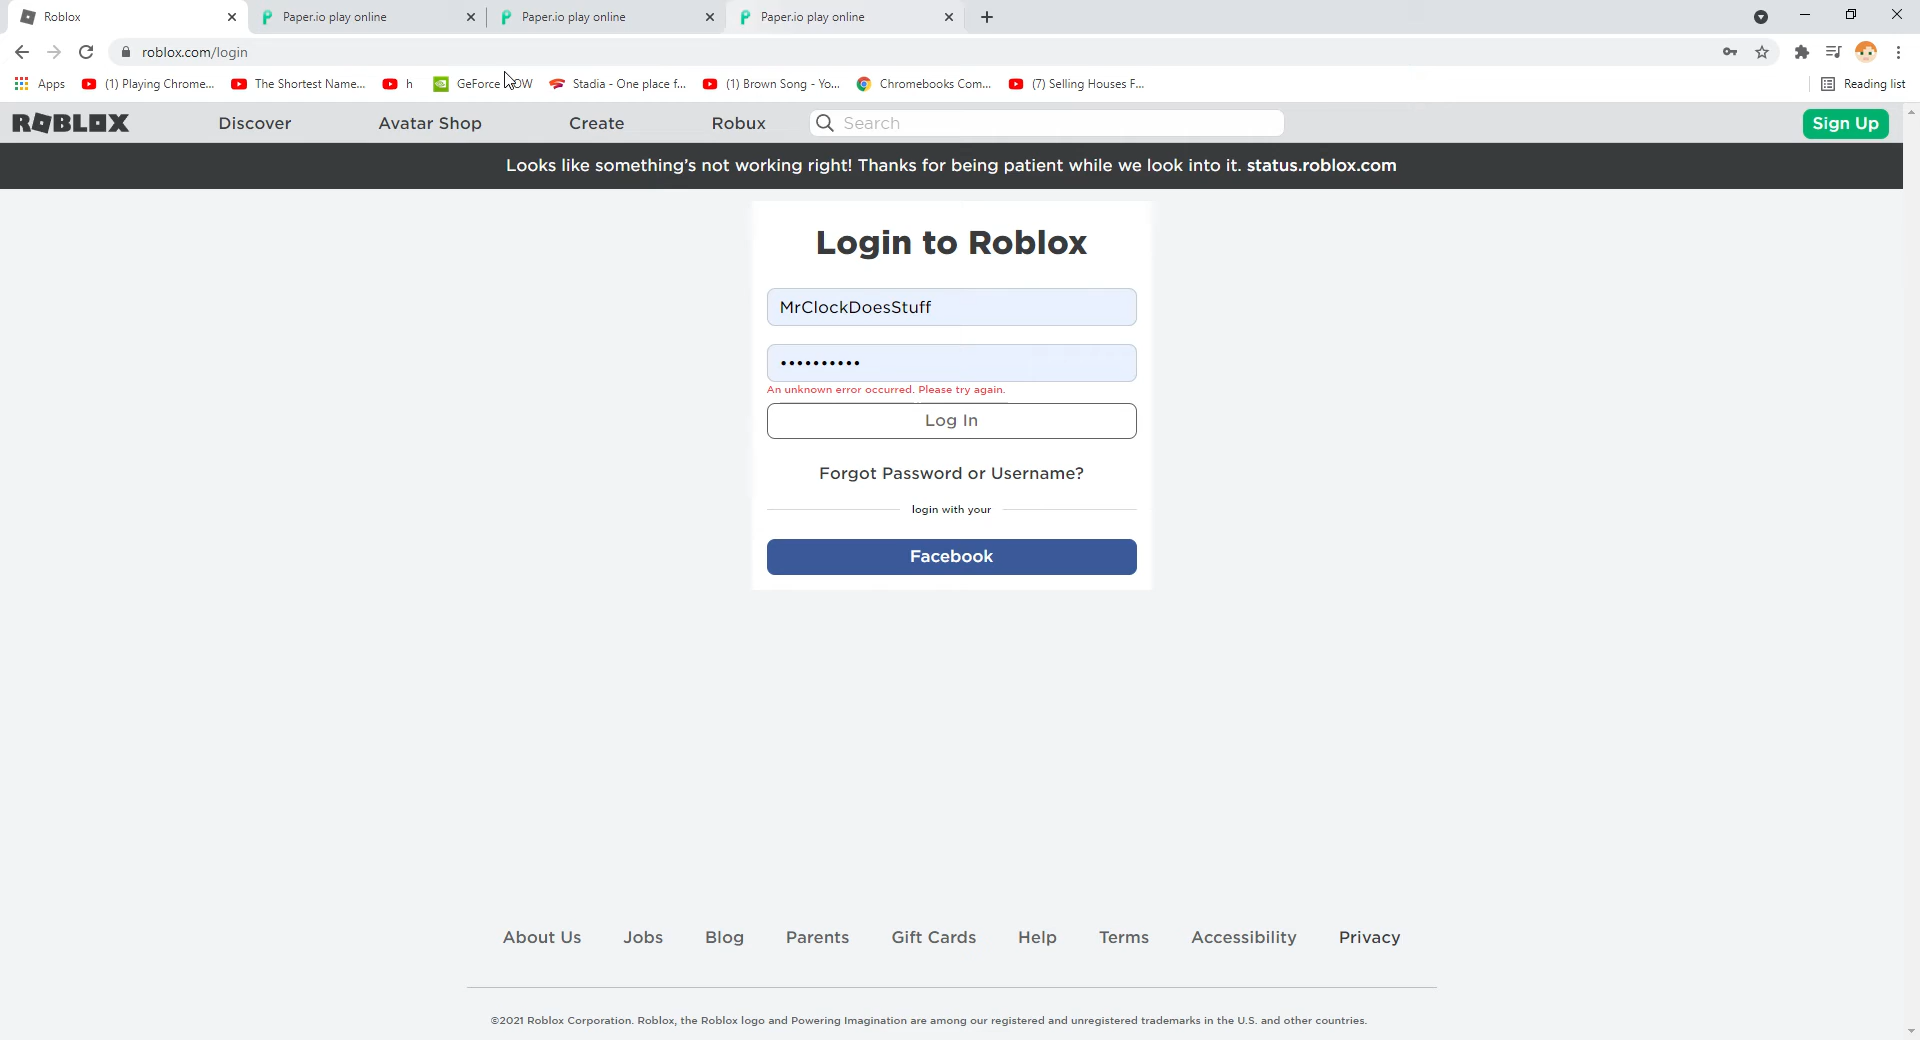 Roblox
Paper.io play online
Paper.io play online
Paper.io play online
roblox.com/login
Apps
(1) Playing Chrome...
The Shortest Name...
h
GeForce
Stadia - One place f...
(1) Brown Song - Yo...
Chromebooks Com...
(7) Selling Houses F...
Reading list
ROBLOX
Discover
Avatar Shop
Create
Robux
Search
Sign Up
Looks like something's not working right! Thanks for being patient while we look into it. status.roblox.com
Login to Roblox
MrClockDoesStuff
An unknown error occurred. Please try again.
Log In
Forgot Password or Username?
login with your
Facebook
About Us
Jobs
Blog
Parents
Gift Cards
Help
Terms
Accessibility
Privacy
©2021 Roblox Corporation. Roblox, the Roblox logo and Powering Imagination are among our registered and unregistered trademarks in the U.S. and other countries.